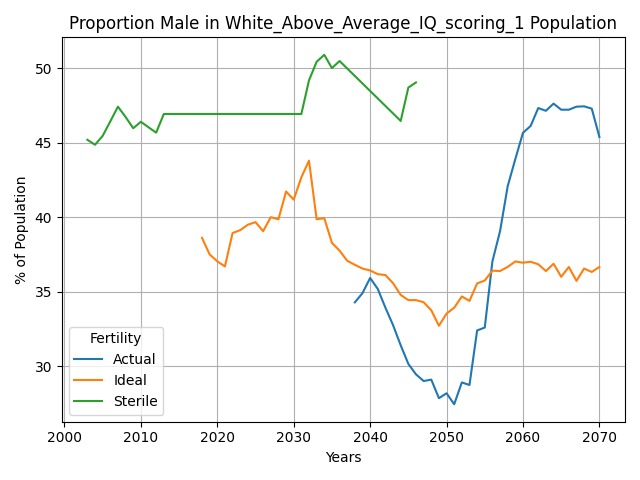 Proportion Male in White_Above_Average_IQ_scoring_1 Population
% of Population
50
45
40
35
30
Fertility
Actual
Ideal
Sterile
2000 2010 2020 2030 2040 2050 2060 2070
Years